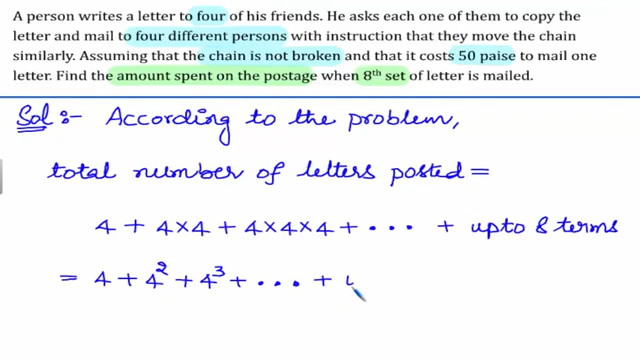 A person writes a letter to four of his friends. He asks each one of them to copy the
letter and mail to four different persons with instruction that they move the chain
similarly. Assuming that the chain is not broken and that it costs 50 paise to mail one
letter. Find the amount spent on the postage when 8th set of letter is mailed.
Sol :- According to the problem,
total number of letters posted =
4 + 4×4 + 4×4×4 + • • • + upto 8 terms
= 4 + 4² + 4³ + • • • +